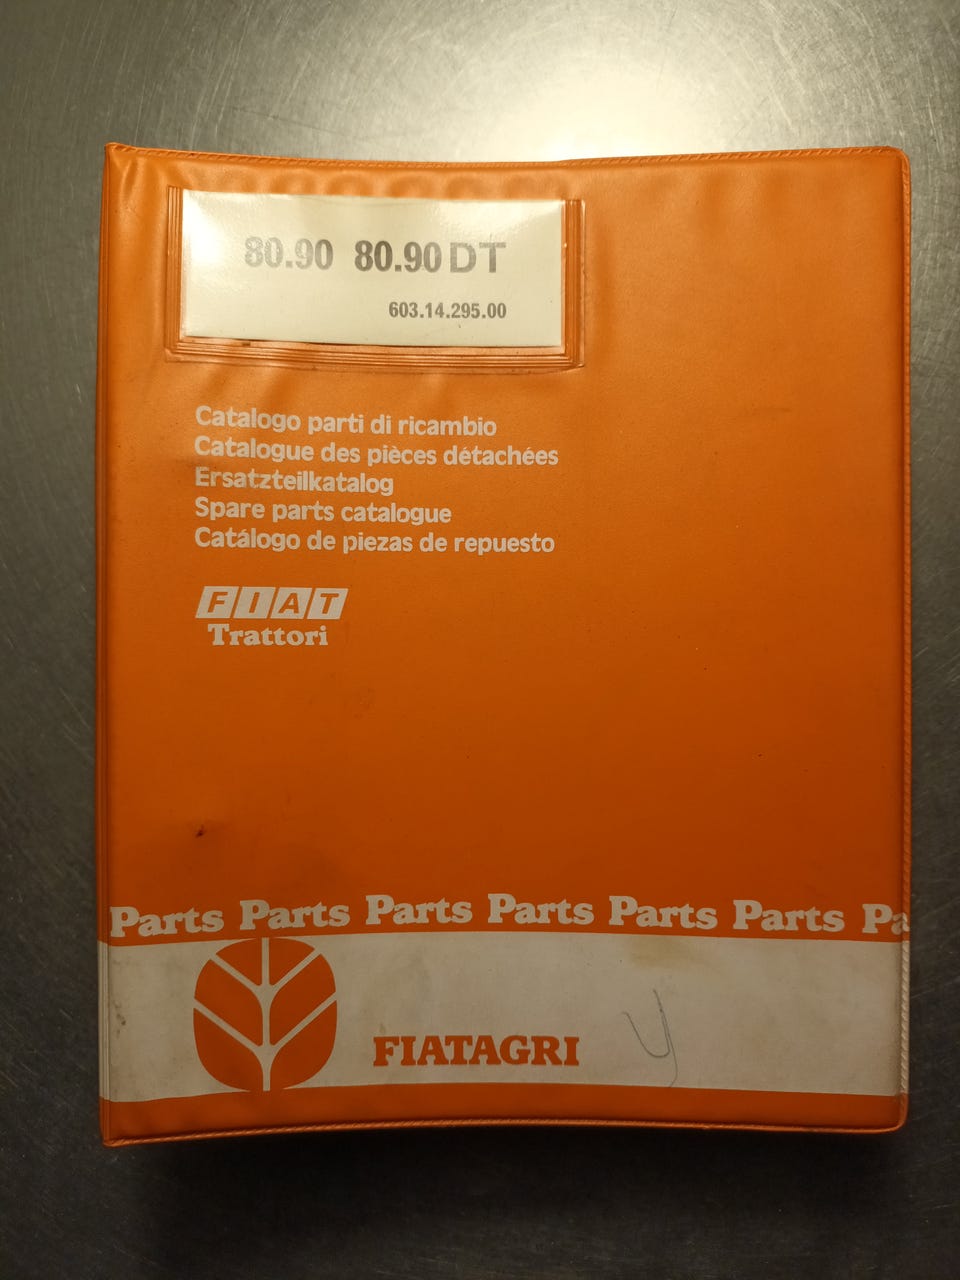 80.90 80.90 DT
603.14.295.00
Catalogo parti di ricambio
Catalogue des pièces détachées
Ersatzteilkatalog
Spare parts catalogue
Catálogo de piezas de repuesto
FIAT
Trattori
Parts Parts Parts Parts Parts Parts Pa
FIATAGRI
y